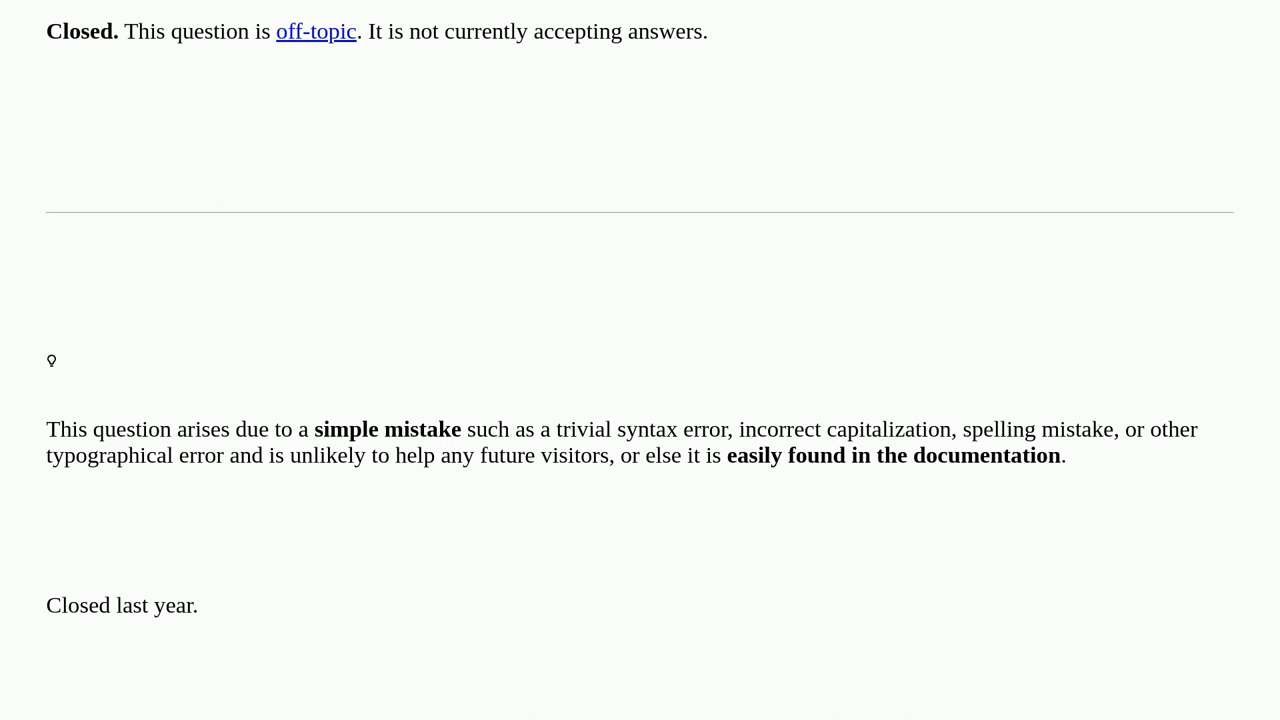 Closed. This question is off-topic. It is not currently accepting answers.
This question arises due to a simple mistake such as a trivial syntax error, incorrect capitalization, spelling mistake, or other
typographical error and is unlikely to help any future visitors, or else it is easily found in the documentation.
Closed last year.